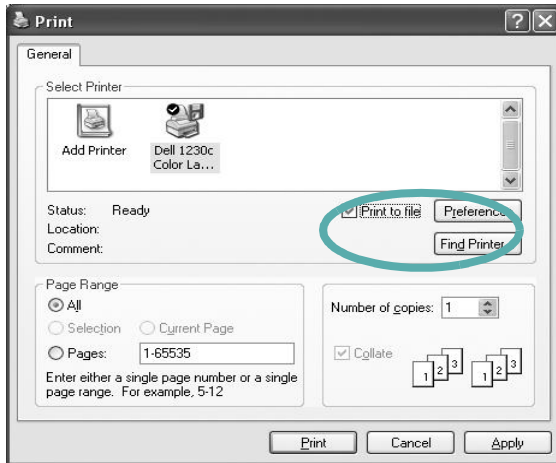 Print
General
Select Printer
Add Printer
Dell 1230c
Color La...
Status: Ready
Location:
Comment:
Print to file
Preferences
Find Printer...
Page Range
All
Selection
Current Page
Pages: 1-65535
Enter either a single page number or a single
page range. For example, 5-12
Number of copies: 1
Collate
1 2 3 1 2 3
Print Cancel Apply